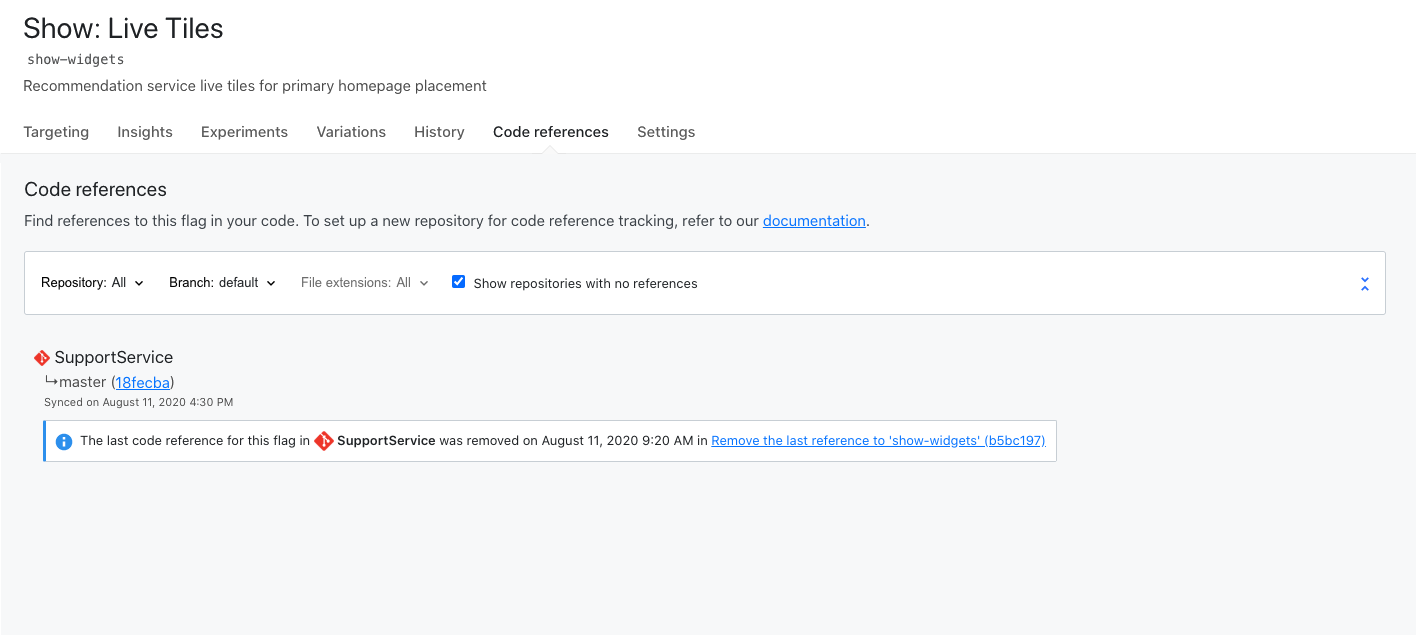 Show: Live Tiles
show-widgets
Recommendation service live tiles for primary homepage placement
Targeting Insights Experiments Variations History Code references Settings
Code references
Find references to this flag in your code. To set up a new repository for code reference tracking, refer to our documentation.
Repository: All Branch: default File extensions: All Show repositories with no references
SupportService
master (18fecba)
Synced on August 11, 2020 4:30 PM
The last code reference for this flag in SupportService was removed on August 11, 2020 9:20 AM in Remove the last reference to 'show-widgets' (b5bc197)